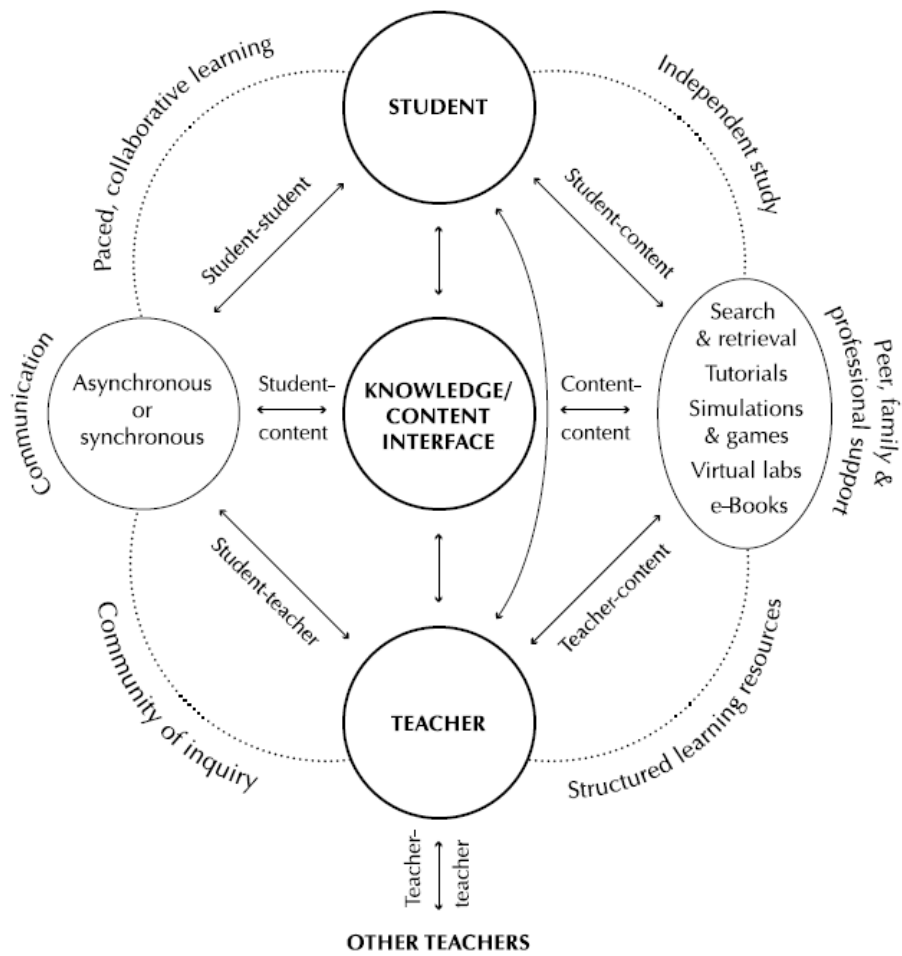 STUDENT
Paced, collaborative learning
Independent study
Student-student
Student-content
Communication
Asynchronous
or
synchronous
Student-
content
KNOWLEDGE/
CONTENT
INTERFACE
Content-
content
Search
& retrieval
Tutorials
Simulations
& games
Virtual labs
e-Books
Peer, family &
professional support
Student-teacher
Teacher-content
Community of inquiry
TEACHER
Structured learning resources
Teacher-
teacher
OTHER TEACHERS